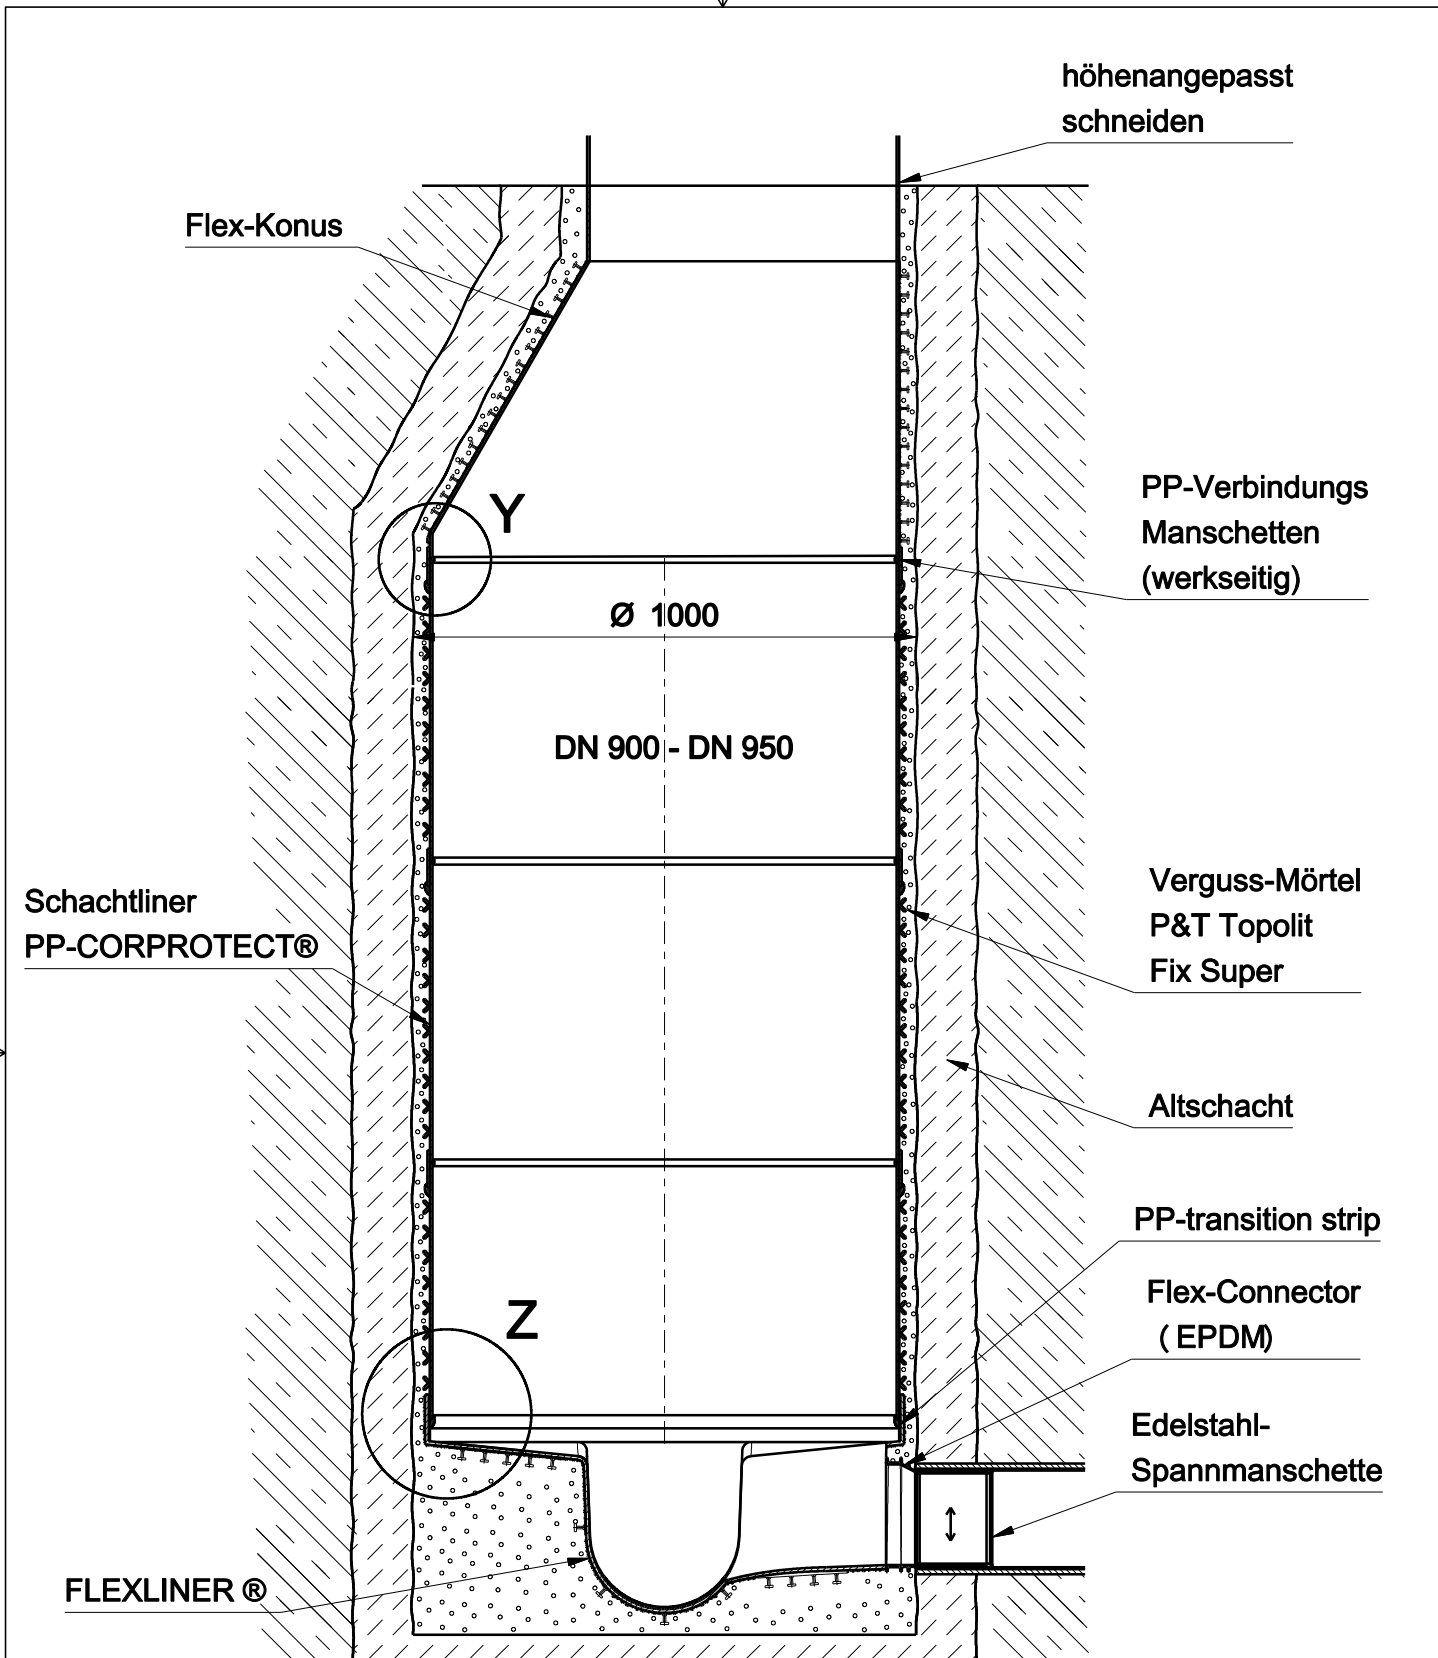 höhenangepasst
schneiden
Flex-Konus
Y
PP-Verbindungs
Manschetten
(werkseitig)
Ø 1000
DN 900 - DN 950
Schachtliner
PP-CORPROTECT®
Verguss-Mörtel
P&T Topolit
Fix Super
Altschacht
PP-transition strip
Flex-Connector
( EPDM)
Z
Edelstahl-
Spannmanschette
FLEXLINER ®